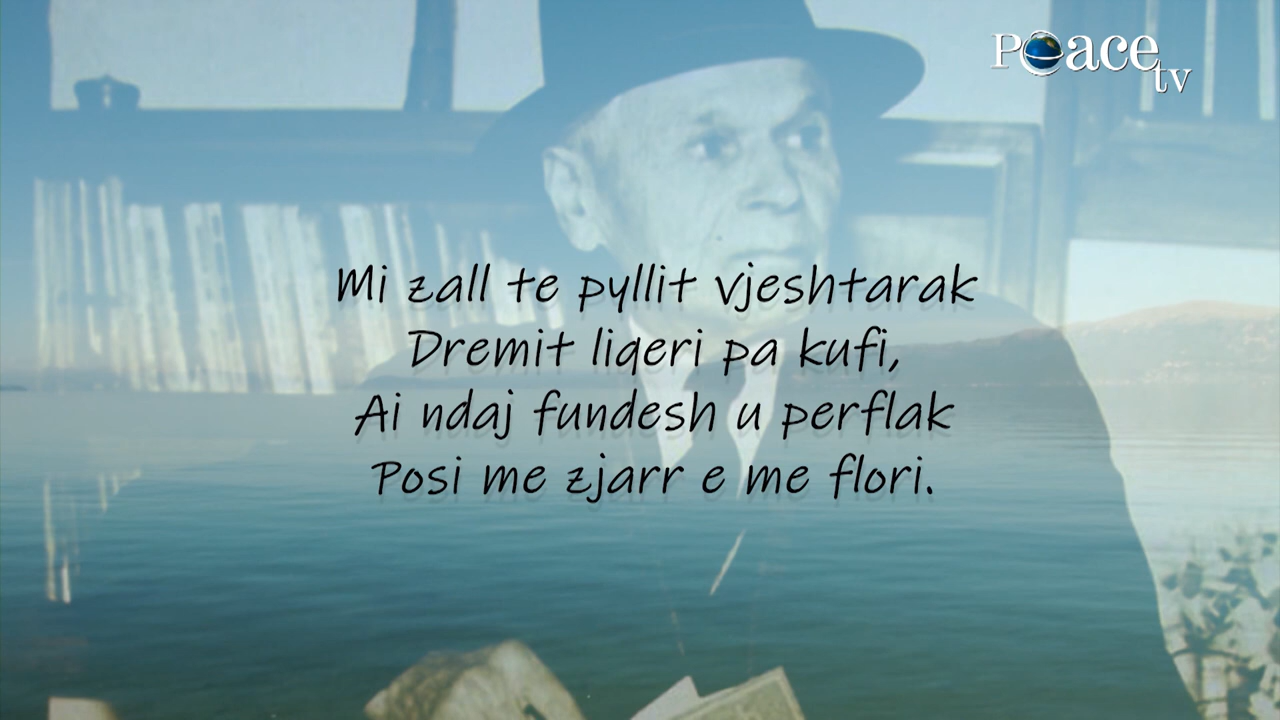 Peace tv
Mi zall te pyllit vjeshtarak
Dremit liqeri pa kufi,
Ai ndaj fundesh u perflak
Posi me zjarr e me flori.